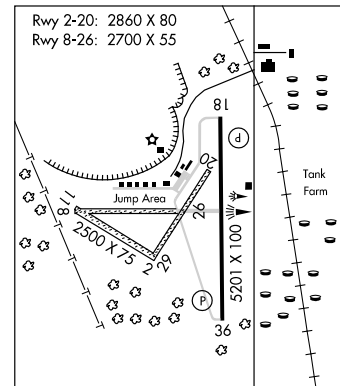 Rwy 2-20: 2860 X 80
Rwy 8-26: 2700 X 55
18
P
20
Tank
Farm
Jump Area
26
11
8
2500 X 75
2
29
5201 X 100
P
36